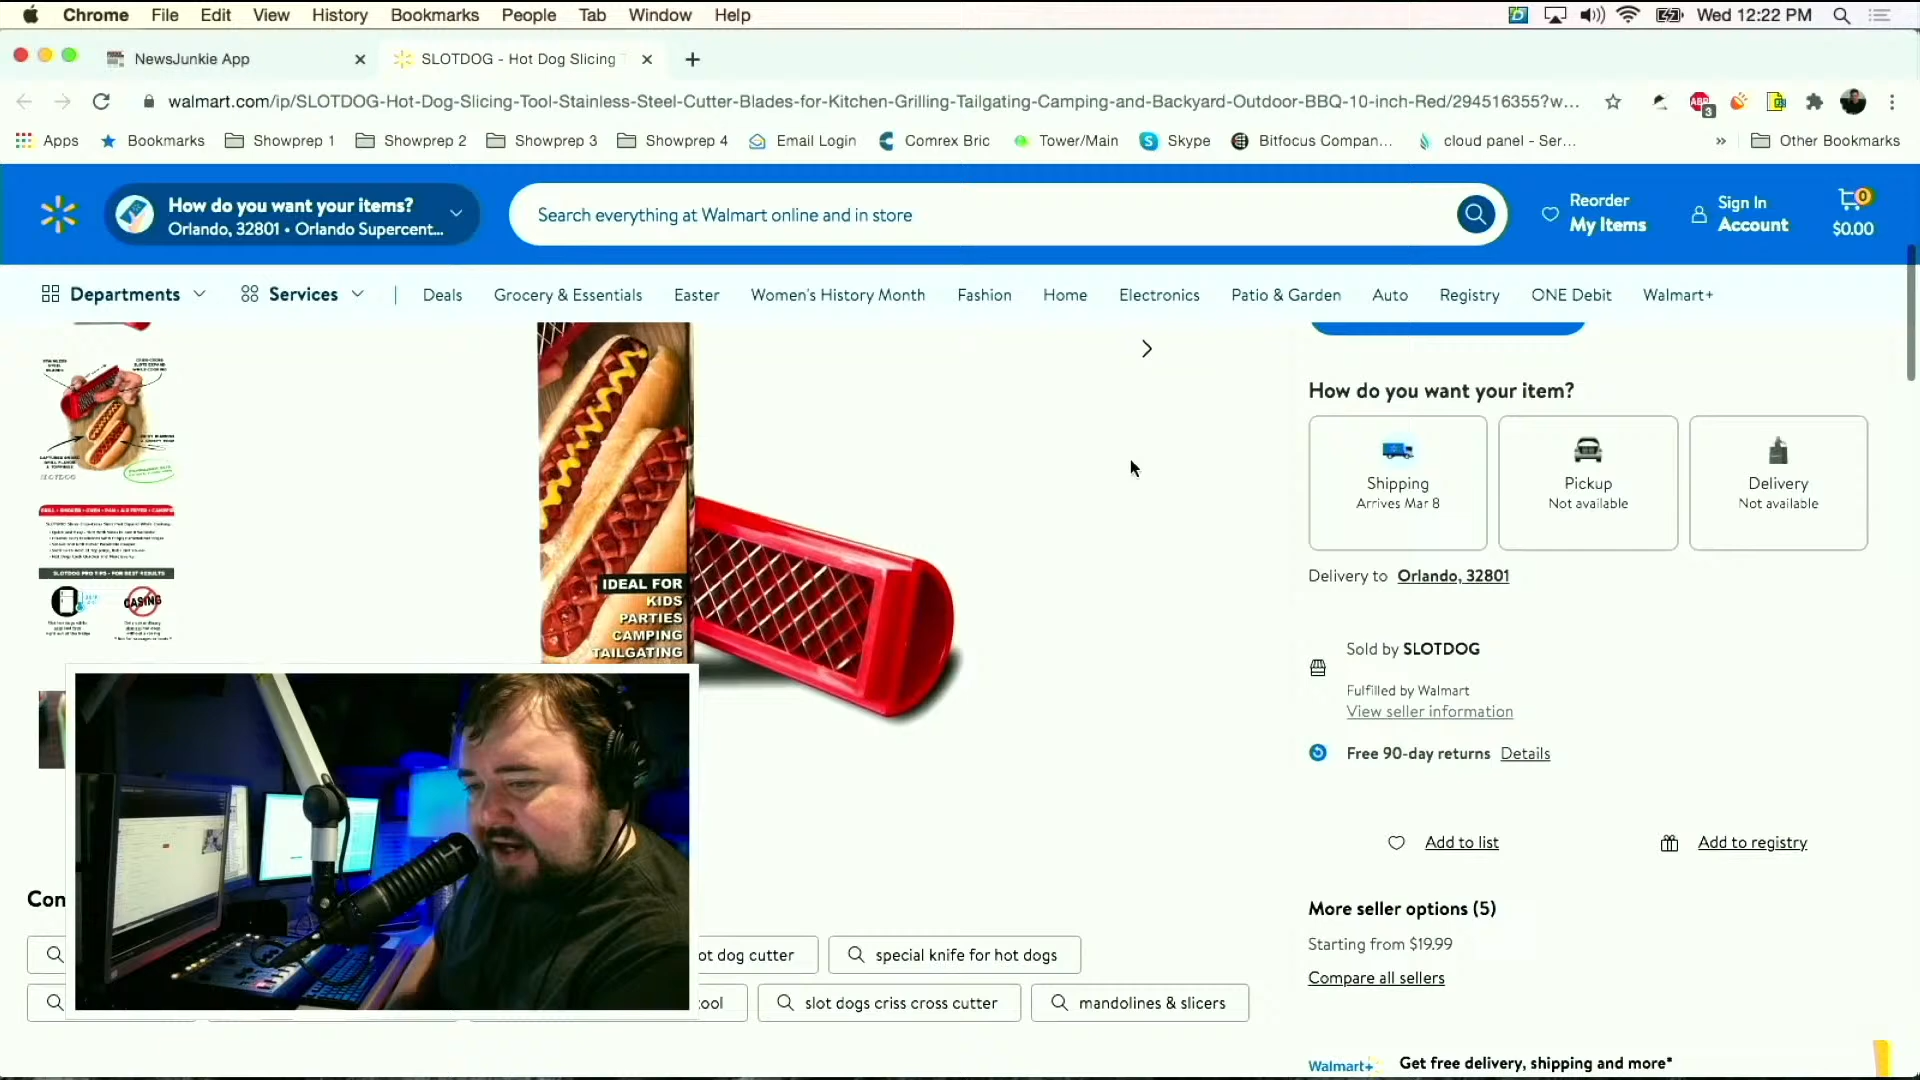 Chrome File Edit View History Bookmarks People Tab Window Help
Wed 12:22 PM
NewsJunkie App
SLOTDOG - Hot Dog Slicing
walmart.com/ip/SLOTDOG-Hot-Dog-Slicing-Tool-Stainless-Steel-Cutter-Blades-for-Kitchen-Grilling-Tailgating-Camping-and-Backyard-Outdoor-BBQ-10-inch-Red/294516355?w...
ABP
3
Apps
Bookmarks
Showprep 1
Showprep 2
Showprep 3
Showprep 4
Email Login
Comrex Bric
Tower/Main
Skype
Bitfocus Compan...
cloud panel - Ser...
»
Other Bookmarks
How do you want your items?
Orlando, 32801 • Orlando Supercent...
Search everything at Walmart online and in store
Reorder
My Items
Sign In
Account
0
$0.00
Departments
Services
Deals
Grocery & Essentials
Easter
Women's History Month
Fashion
Home
Electronics
Patio & Garden
Auto
Registry
ONE Debit
Walmart+
SLOTDOG PRO TIPS - FOR BEST RESULTS
CASING
IDEAL FOR
KIDS
PARTIES
CAMPING
TAILGATING
How do you want your item?
Shipping
Arrives Mar 8
Pickup
Not available
Delivery
Not available
Delivery to Orlando, 32801
Sold by SLOTDOG
Fulfilled by Walmart
View seller information
Free 90-day returns Details
Add to list
Add to registry
More seller options (5)
Starting from $19.99
Compare all sellers
Con
ot dog cutter
special knife for hot dogs
ool
slot dogs criss cross cutter
mandolines & slicers
Walmart+
Get free delivery, shipping and more*